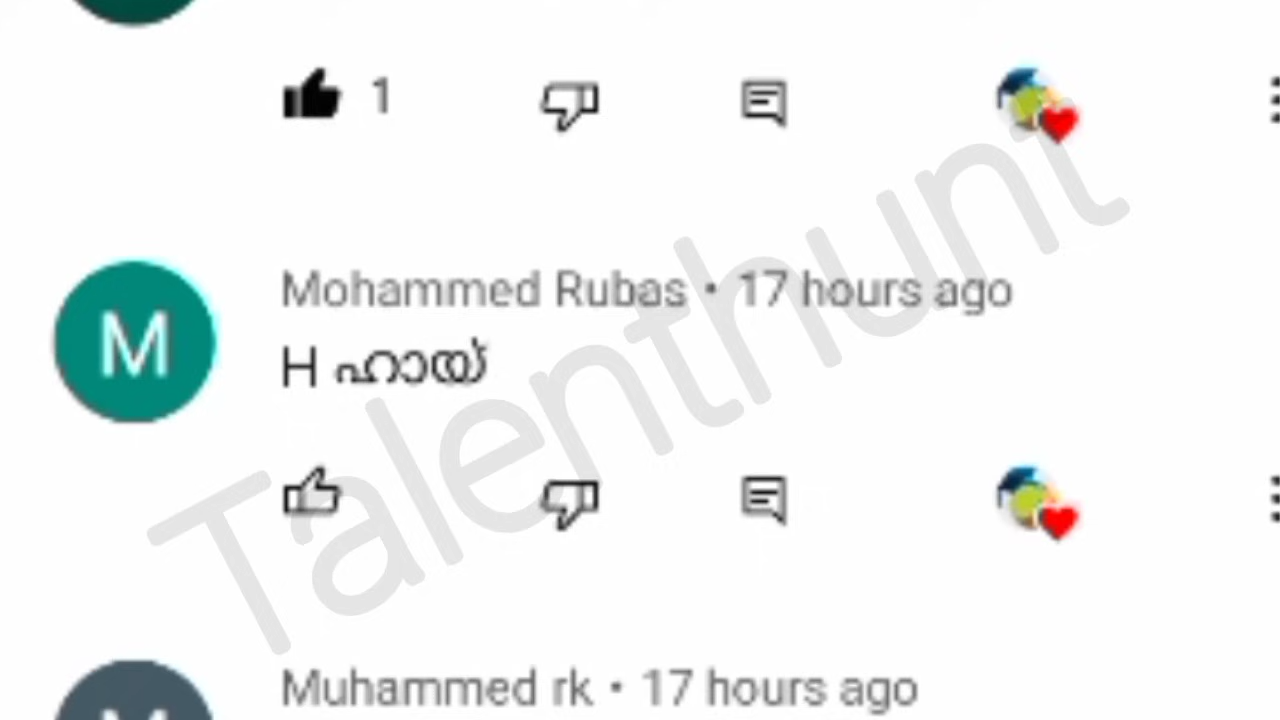 1
Mohammed Rubas • 17 hours ago
M
H ഹായ്
Talenthunt
Muhammed rk • 17 hours ago